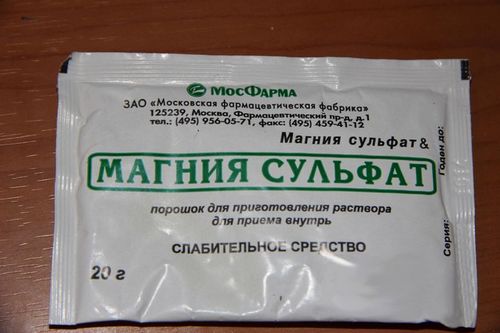 МосФарма
ЗАО «Московская фармацевтическая фабрика»
125239, Москва, Фармацевтический пр-д, д.1
тел.: (495) 956-05-71, факс: (495) 459-41-12
Магния сульфат &
МАГНИЯ СУЛЬФАТ
порошок для приготовления раствора
для приема внутрь
СЛАБИТЕЛЬНОЕ СРЕДСТВО
20 г
Серия:
Годен до: